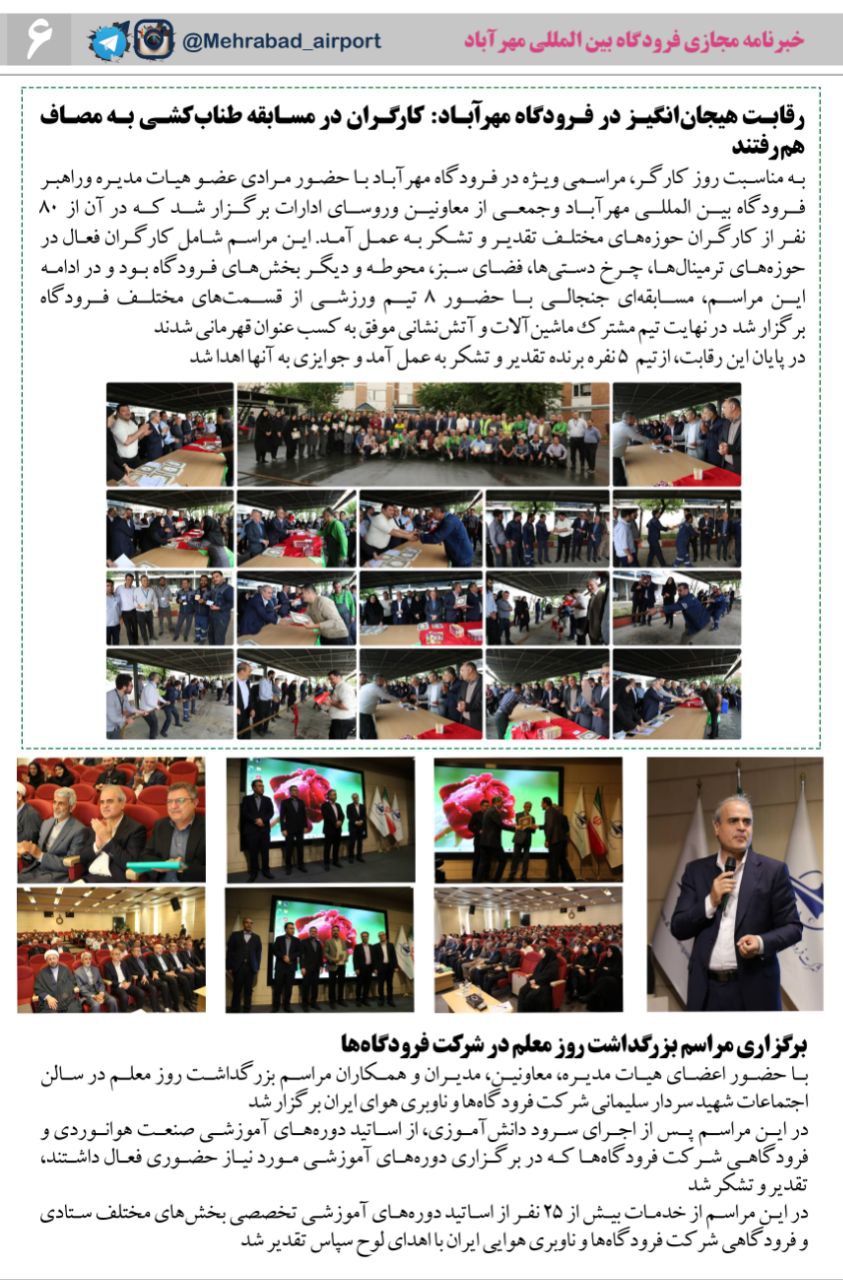 خبرنامه مجازی فرودگاه بین المللی مهرآباد
@Mehrabad_airport
۶
رقابت هیجان‌انگیز در فرودگاه مهرآباد: کارگران در مسابقه طناب‌کشی به مصاف
هم‌رفتند
به مناسبت روز کارگر، مراسمی ویژه در فرودگاه مهرآباد با حضور مرادی عضو هیات مدیره وراهبر
فرودگاه بین المللی مهرآباد وجمعی از معاونین وروسای ادارات برگزار شد که در آن از ۸۰
نفر از کارگران حوزه‌های مختلف تقدیر و تشکر به عمل آمد. این مراسم شامل کارگران فعال در
حوزه‌های ترمینال‌ها، چرخ دستی‌ها، فضای سبز، محوطه و دیگر بخش‌های فرودگاه بود و در ادامه
این مراسم، مسابقه‌ای جنجالی با حضور ۸ تیم ورزشی از قسمت‌های مختلف فرودگاه
برگزار شد در نهایت تیم مشترک ماشین‌آلات و آتش‌نشانی موفق به کسب عنوان قهرمانی شدند
در پایان این رقابت، ازتیم ۵ نفره برنده تقدیر و تشکر به عمل آمد و جوایزی به آنها اهدا شد
برگزاری مراسم بزرگداشت روز معلم در شرکت فرودگاه‌ها
با حضور اعضای هیات مدیره، معاونین، مدیران و همکاران مراسم بزرگداشت روز معلم در سالن
اجتماعات شهید سردار سلیمانی شرکت فرودگاه‌ها و ناوبری هوای ایران برگزار شد
در این مراسم پس از اجرای سرود دانش‌آموزی، از اساتید دوره‌های آموزشی صنعت هوانوردی و
فرودگاهی شرکت فرودگاه‌ها که در برگزاری دوره‌های آموزشی مورد نیاز حضوری فعال داشتند،
تقدیر و تشکر شد
در این مراسم از خدمات بیش از ۲۵ نفر از اساتید دوره‌های آموزشی تخصصی بخش‌های مختلف ستادی
و فرودگاهی شرکت فرودگاه‌ها و ناوبری هوایی ایران با اهدای لوح سپاس تقدیر شد